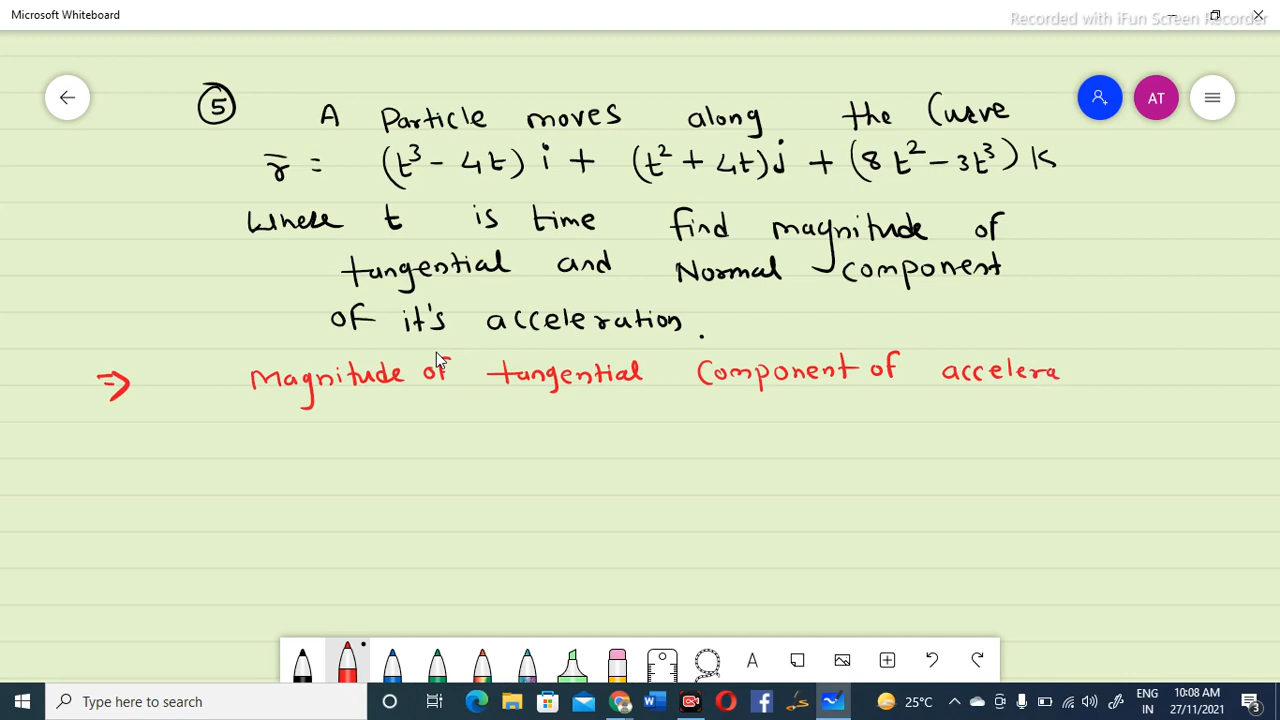 Microsoft Whiteboard
Recorded with iFun Screen Recorder
AT
5 A Particle moves along the Curve
r̅ = (t³ - 4t) i + (t² + 4t)j + (8t² - 3t³) k
where t is time find magnitude of
tangential and Normal component
of it's acceleration.
⇒ Magnitude of tangential Component of accelera
A
Type here to search
W
25°C
ENG
IN
10:08 AM
27/11/2021
3